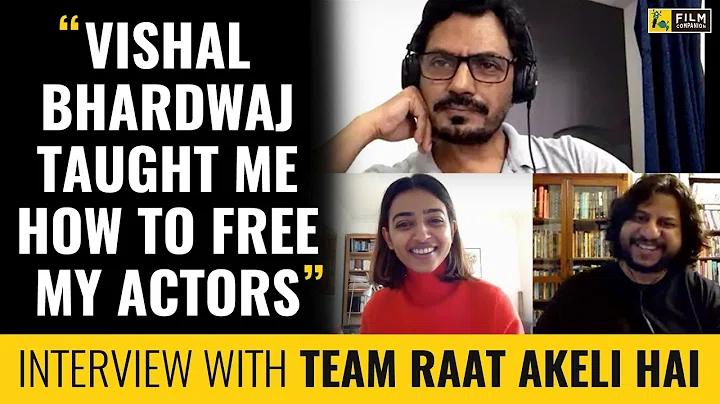 “VISHAL
BHARDWAJ
TAUGHT ME
HOW TO FREE
MY ACTORS”
FILM
COMPANION
INTERVIEW WITH TEAM RAAT AKELI HAI